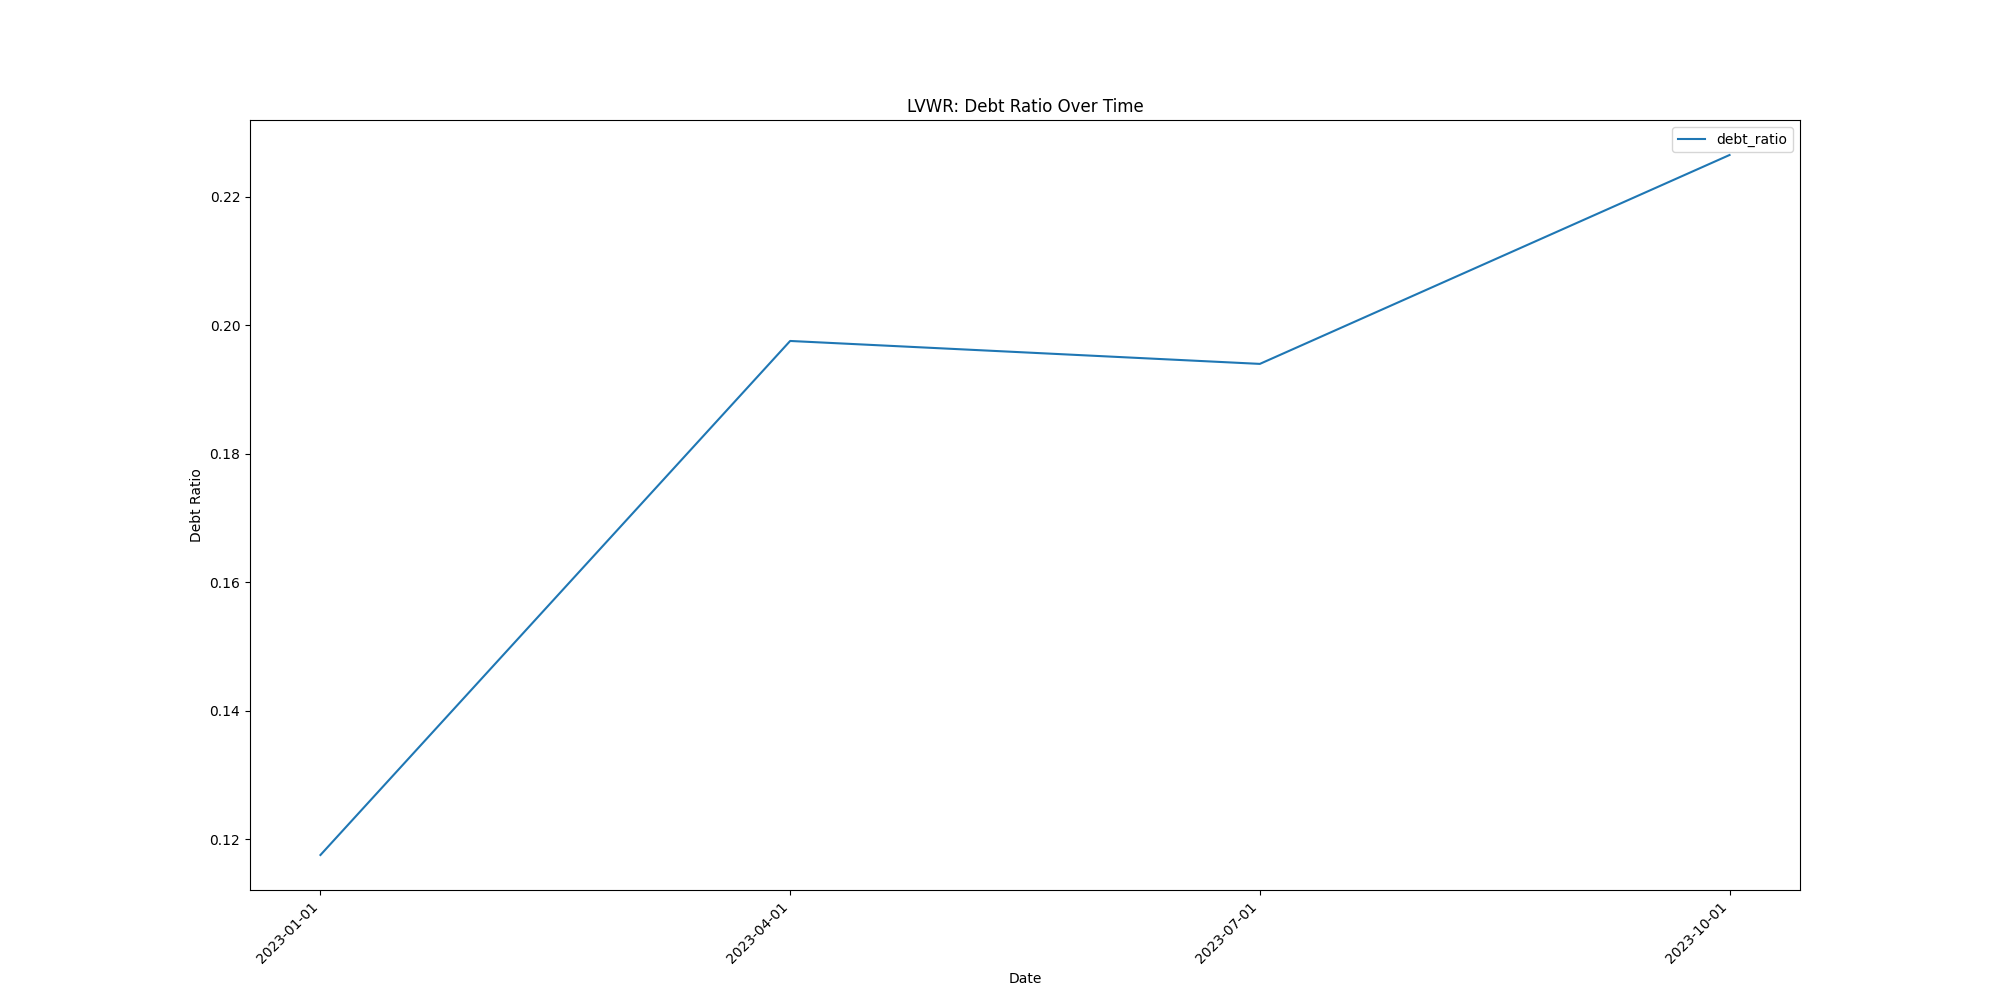 LVWR: Debt Ratio Over Time
debt_ratio
0.22
0.20
0.18
0.16
0.14
0.12
Debt Ratio
2023-01-01
2023-04-01
2023-07-01
2023-10-01
Date